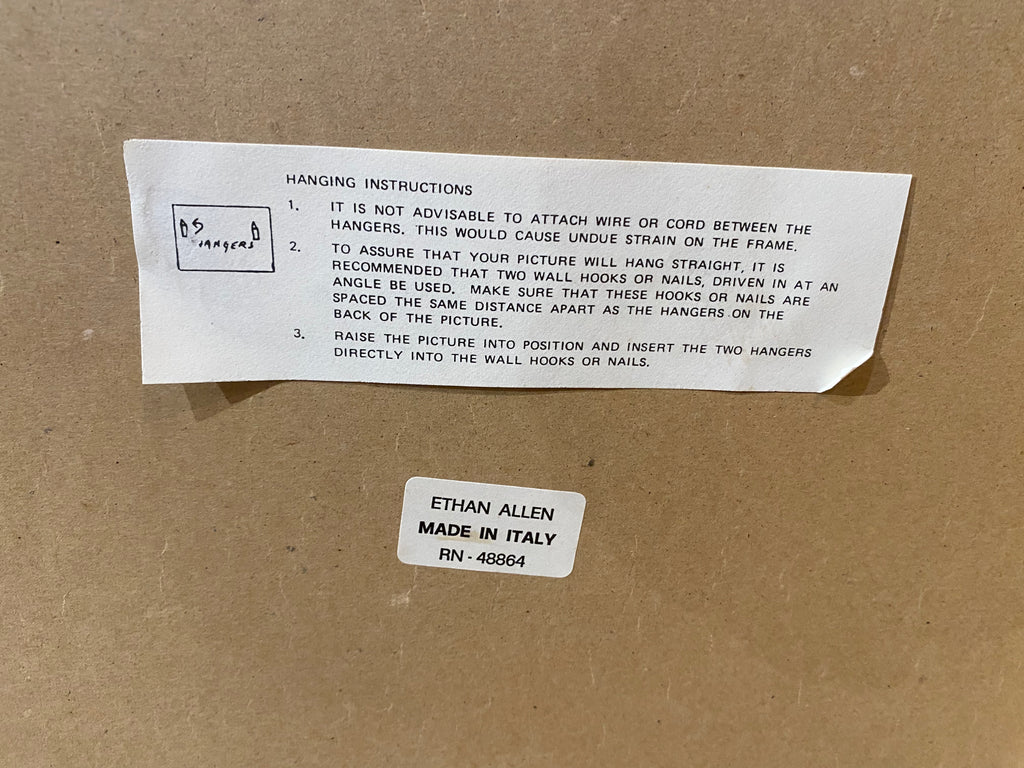 HANGING INSTRUCTIONS
HANGERS
1. IT IS NOT ADVISABLE TO ATTACH WIRE OR CORD BETWEEN THE
HANGERS. THIS WOULD CAUSE UNDUE STRAIN ON THE FRAME.
2. TO ASSURE THAT YOUR PICTURE WILL HANG STRAIGHT, IT IS
RECOMMENDED THAT TWO WALL HOOKS OR NAILS, DRIVEN IN AT AN
ANGLE BE USED. MAKE SURE THAT THESE HOOKS OR NAILS ARE
SPACED THE SAME DISTANCE APART AS THE HANGERS ON THE
BACK OF THE PICTURE.
3. RAISE THE PICTURE INTO POSITION AND INSERT THE TWO HANGERS
DIRECTLY INTO THE WALL HOOKS OR NAILS.
ETHAN ALLEN
MADE IN ITALY
RN - 48864